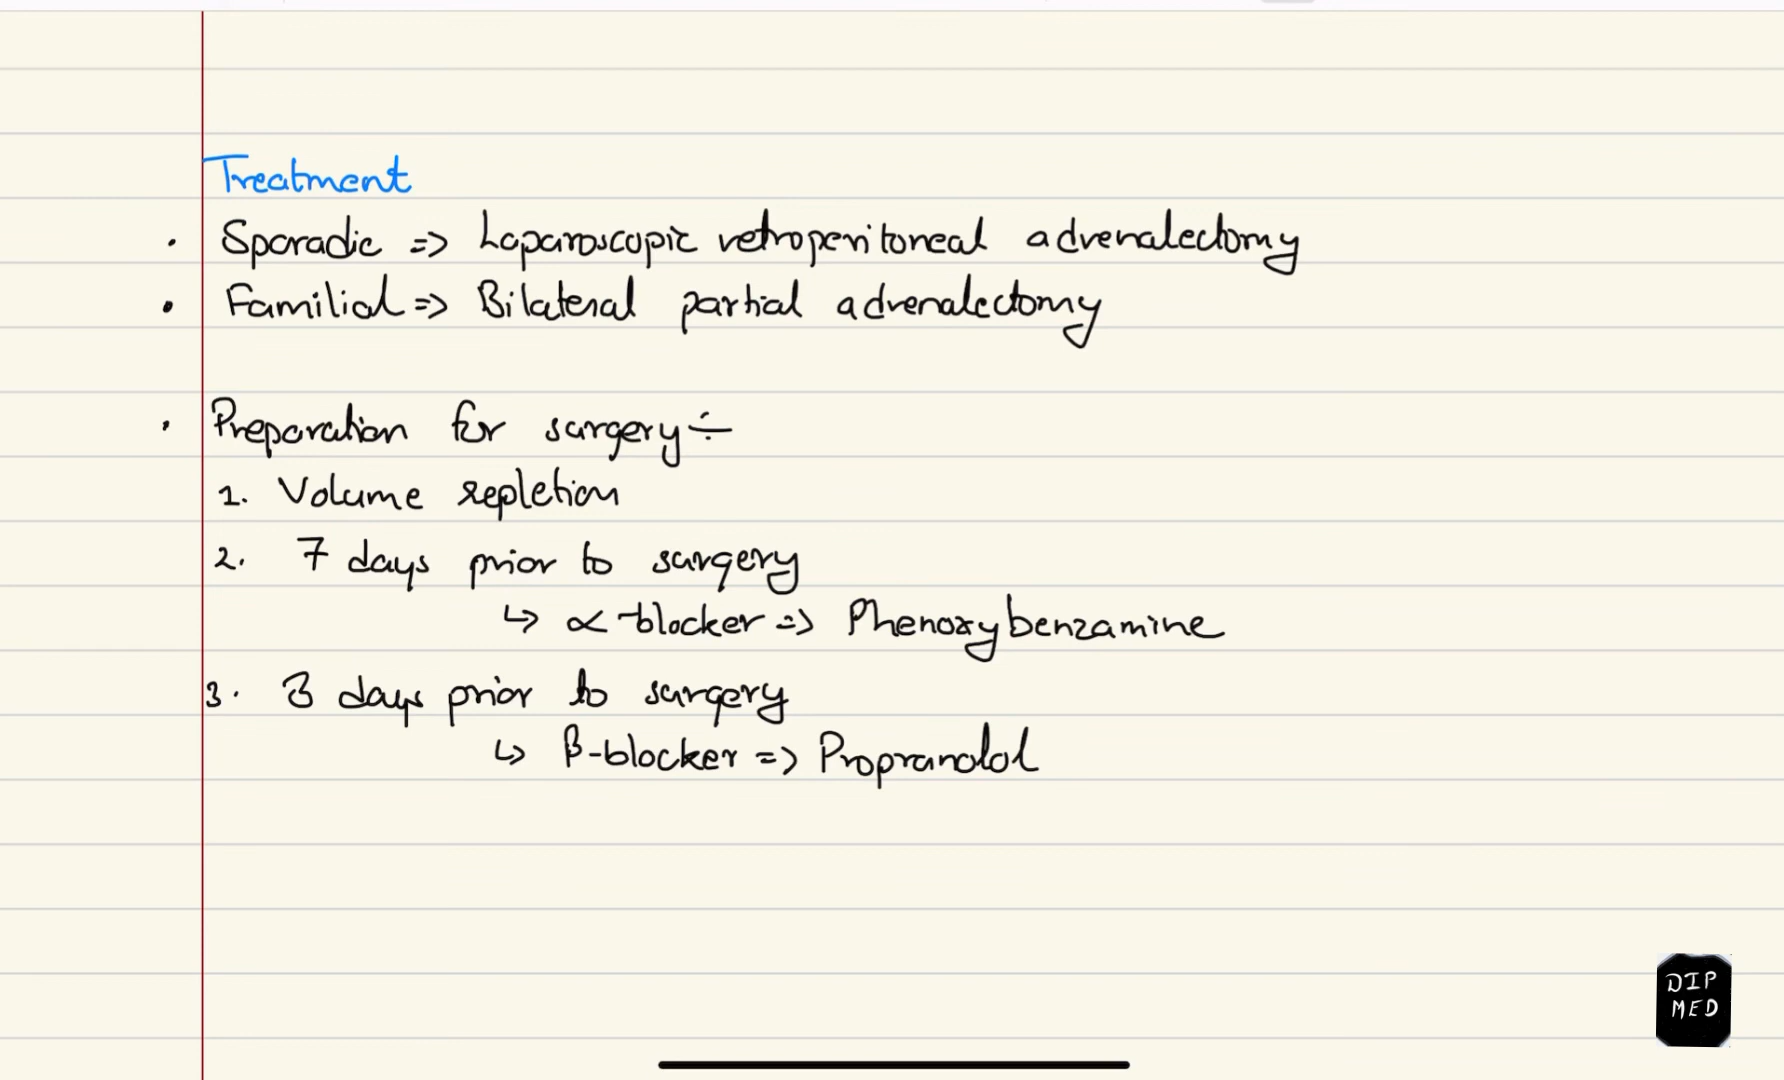 Treatment
· Sporadic => Laparoscopic retroperitoneal adrenalectomy
· Familial => Bilateral partial adrenalectomy
· Preparation for surgery ÷
1. Volume repletion
2. 7 days prior to surgery
↳ α-blocker => Phenoxybenzamine
3. 3 days prior to surgery
↳ β-blocker => Propranolol
DIP
MED